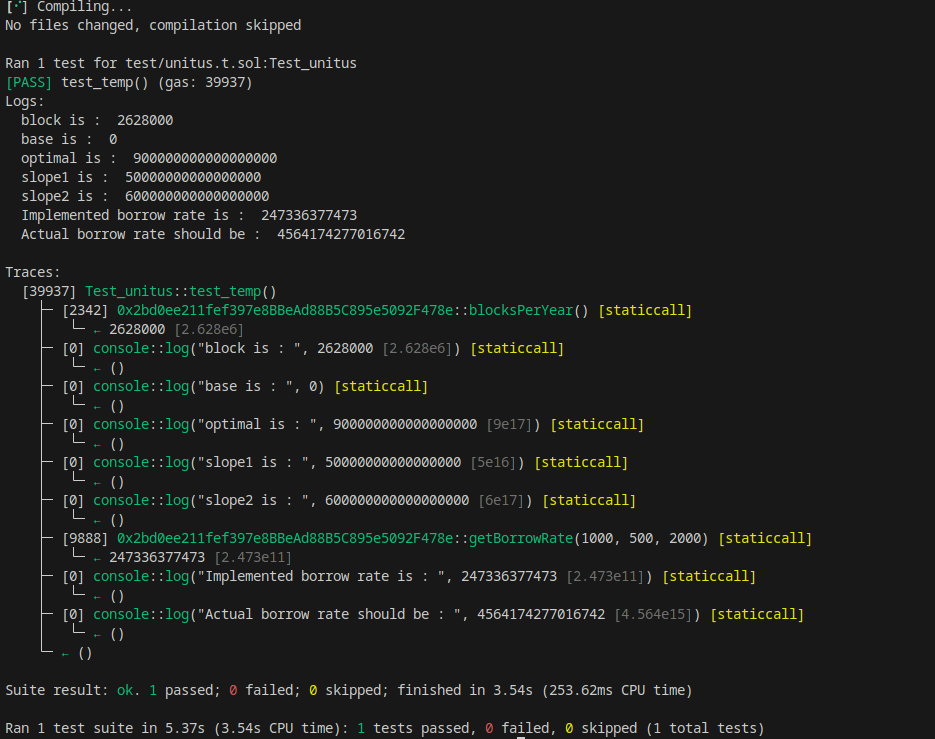 [⠊] Compiling...
No files changed, compilation skipped
Ran 1 test for test/unitus.t.sol:Test_unitus
[PASS] test_temp() (gas: 39937)
Logs:
block is :  2628000
base is :  0
optimal is :  900000000000000000
slope1 is :  50000000000000000
slope2 is :  600000000000000000
Implemented borrow rate is :  247336377473
Actual borrow rate should be :  4564174277016742
Traces:
[39937] Test_unitus::test_temp()
├─ [2342] 0x2bd0ee211fef397e8BBeAd88B5C895e5092F478e::blocksPerYear() [staticcall]
│   └─ ← 2628000 [2.628e6]
├─ [0] console::log("block is : ", 2628000 [2.628e6]) [staticcall]
│   └─ ← ()
├─ [0] console::log("base is : ", 0) [staticcall]
│   └─ ← ()
├─ [0] console::log("optimal is : ", 900000000000000000 [9e17]) [staticcall]
│   └─ ← ()
├─ [0] console::log("slope1 is : ", 50000000000000000 [5e16]) [staticcall]
│   └─ ← ()
├─ [0] console::log("slope2 is : ", 600000000000000000 [6e17]) [staticcall]
│   └─ ← ()
├─ [9888] 0x2bd0ee211fef397e8BBeAd88B5C895e5092F478e::getBorrowRate(1000, 500, 2000) [staticcall]
│   └─ ← 247336377473 [2.473e11]
├─ [0] console::log("Implemented borrow rate is : ", 247336377473 [2.473e11]) [staticcall]
│   └─ ← ()
├─ [0] console::log("Actual borrow rate should be : ", 4564174277016742 [4.564e15]) [staticcall]
│   └─ ← ()
└─ ← ()
Suite result: ok. 1 passed; 0 failed; 0 skipped; finished in 3.54s (253.62ms CPU time)
Ran 1 test suite in 5.37s (3.54s CPU time): 1 tests passed, 0 failed, 0 skipped (1 total tests)